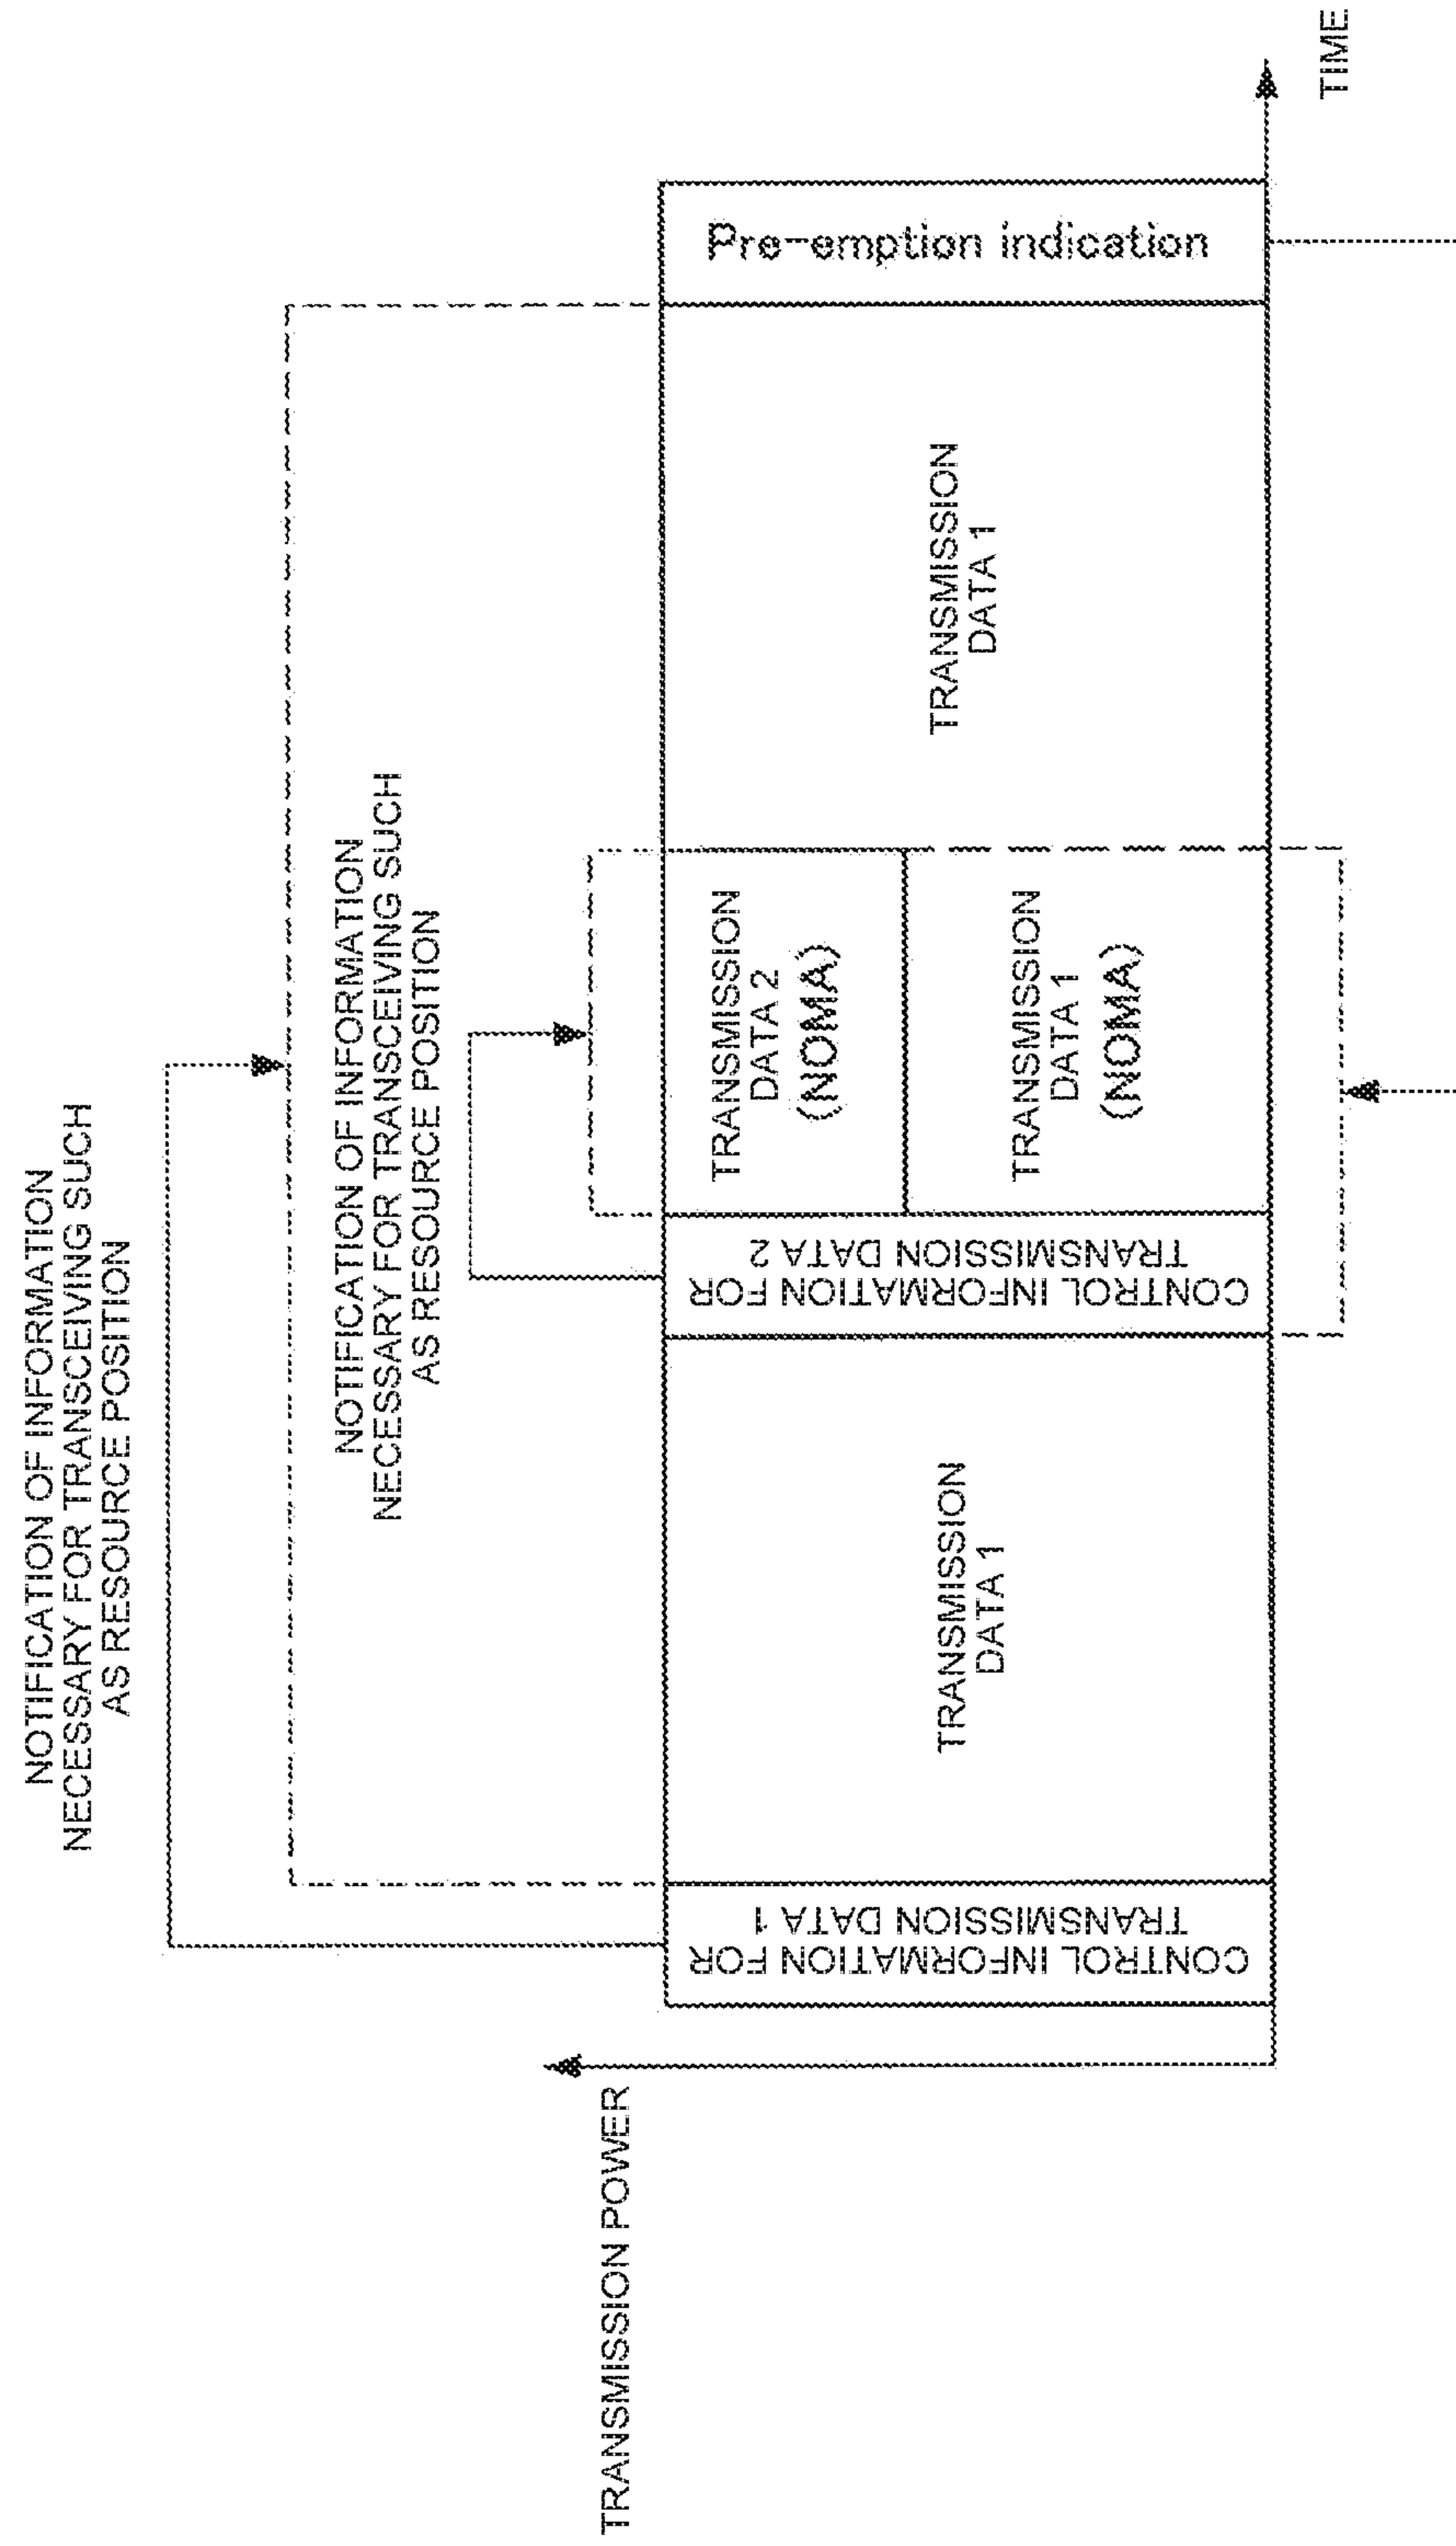 NOTIFICATION OF INFORMATION
NECESSARY FOR TRANSCEIVING SUCH
AS RESOURCE POSITION
NOTIFICATION OF INFORMATION
NECESSARY FOR TRANSCEIVING SUCH
AS RESOURCE POSITION
TRANSMISSION POWER
CONTROL INFORMATION FOR
TRANSMISSION DATA 1
TRANSMISSION
DATA 1
CONTROL INFORMATION FOR
TRANSMISSION DATA 2
TRANSMISSION
DATA 2
(NOMA)
TRANSMISSION
DATA 1
(NOMA)
TRANSMISSION
DATA 1
Pre-emption indication
TIME